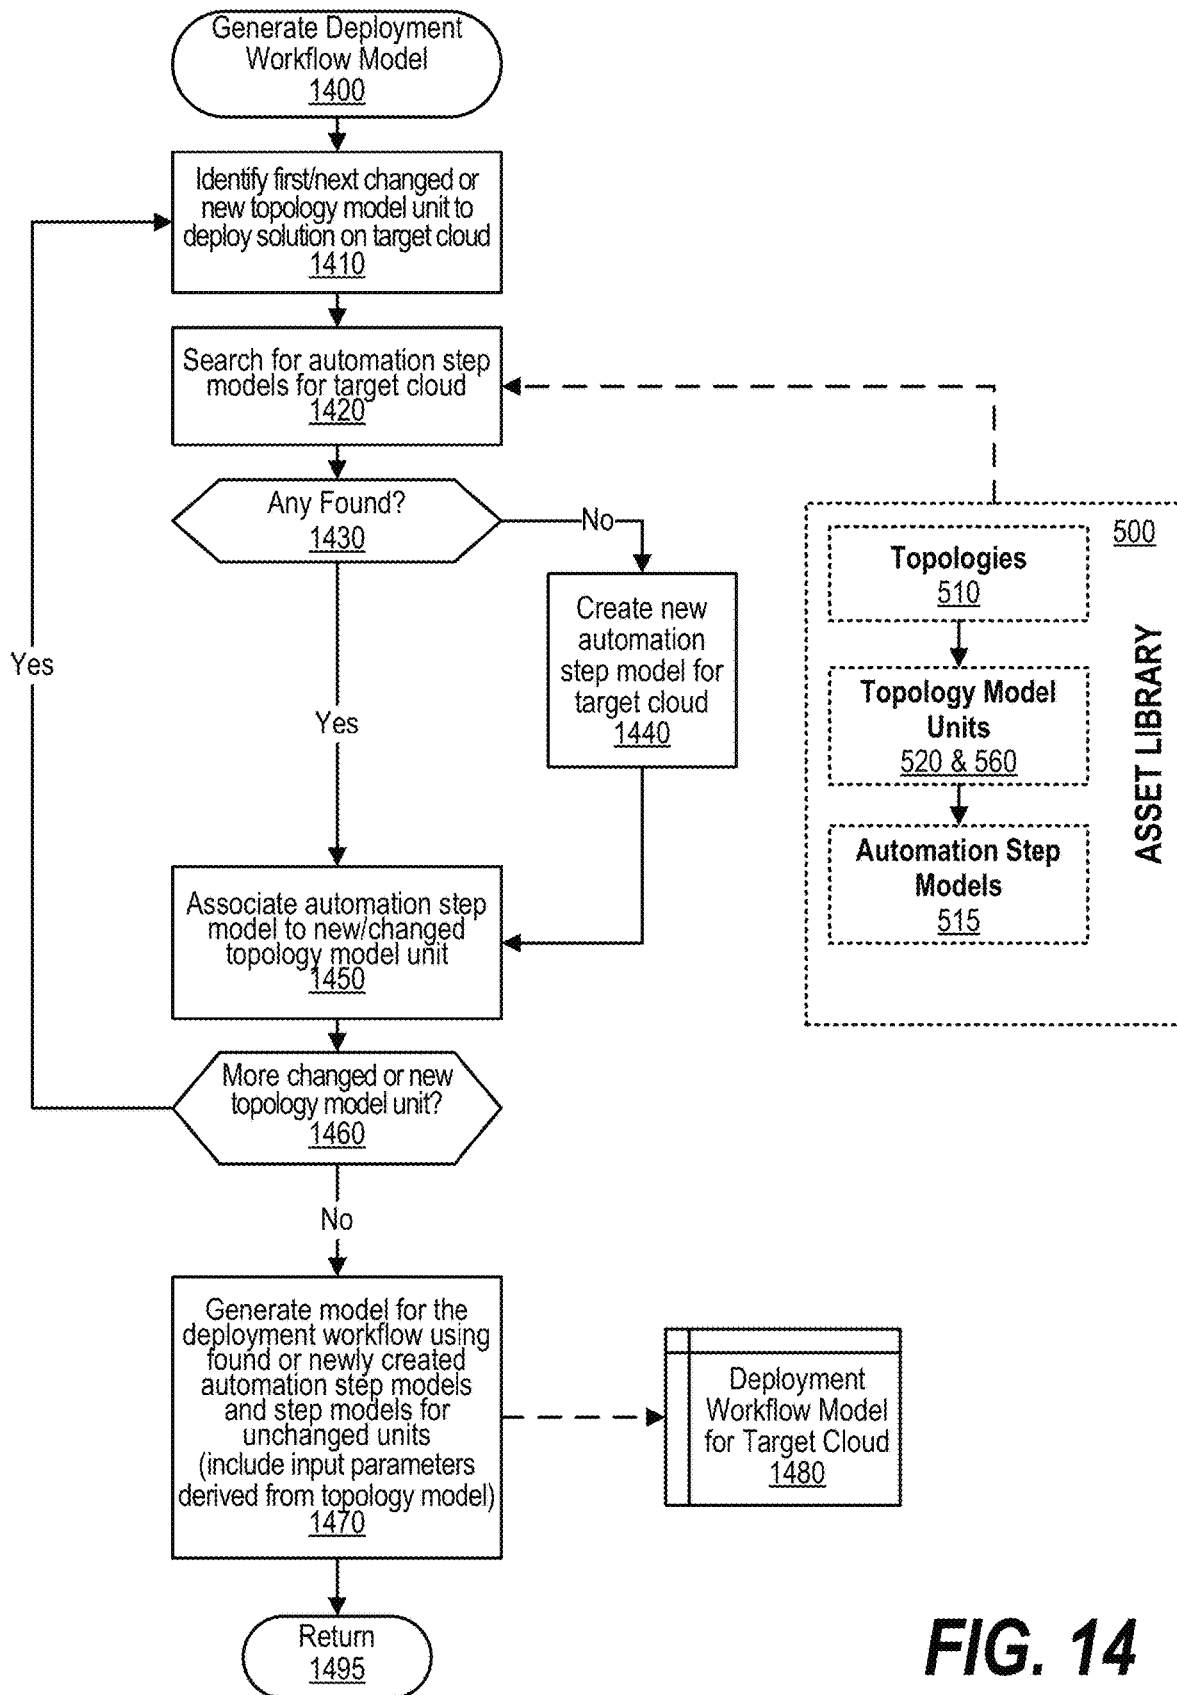 Generate Deployment
Workflow Model
1400
Identify first/next changed or
new topology model unit to
deploy solution on target cloud
1410
Search for automation step
models for target cloud
1420
Any Found?
1430
No
Create new
automation
step model for
target cloud
1440
Yes
Yes
Associate automation step
model to new/changed
topology model unit
1450
More changed or new
topology model unit?
1460
No
Generate model for the
deployment workflow using
found or newly created
automation step models
and step models for
unchanged units
(include input parameters
derived from topology model)
1470
Deployment
Workflow Model
for Target Cloud
1480
Return
1495
500
Topologies
510
Topology Model
Units
520 & 560
Automation Step
Models
515
ASSET LIBRARY
FIG. 14